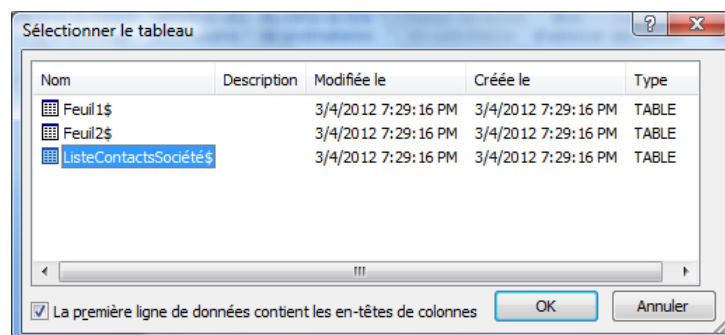 Sélectionner le tableau
Nom Description Modifiée le Créée le Type
Feuil1$ 3/4/2012 7:29:16 PM 3/4/2012 7:29:16 PM TABLE
Feuil2$ 3/4/2012 7:29:16 PM 3/4/2012 7:29:16 PM TABLE
ListeContactsSociété$ 3/4/2012 7:29:16 PM 3/4/2012 7:29:16 PM TABLE
La première ligne de données contient les en-têtes de colonnes OK Annuler